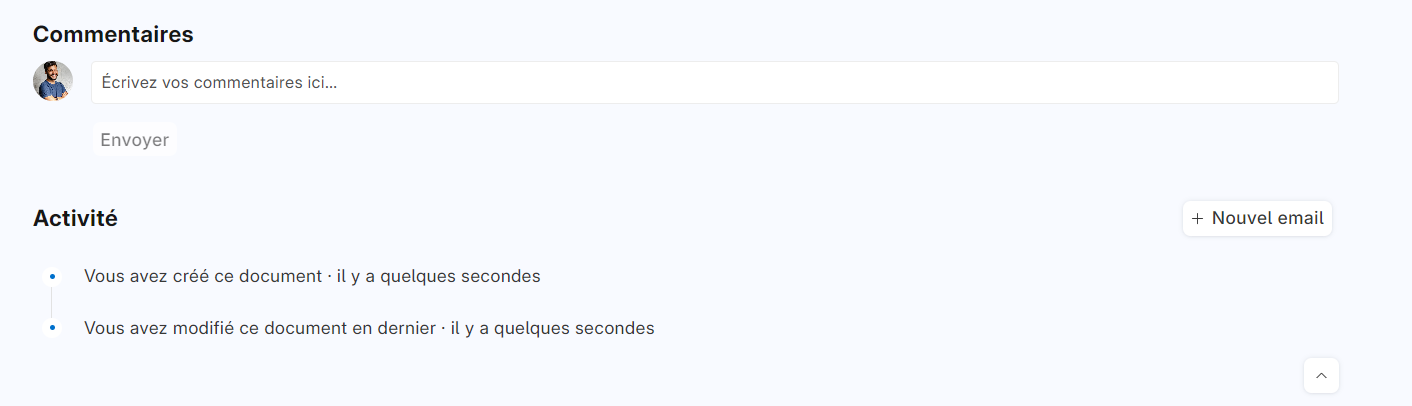 Commentaires
Écrivez vos commentaires ici...
Envoyer
Activité
+ Nouvel email
Vous avez créé ce document · il y a quelques secondes
Vous avez modifié ce document en dernier · il y a quelques secondes